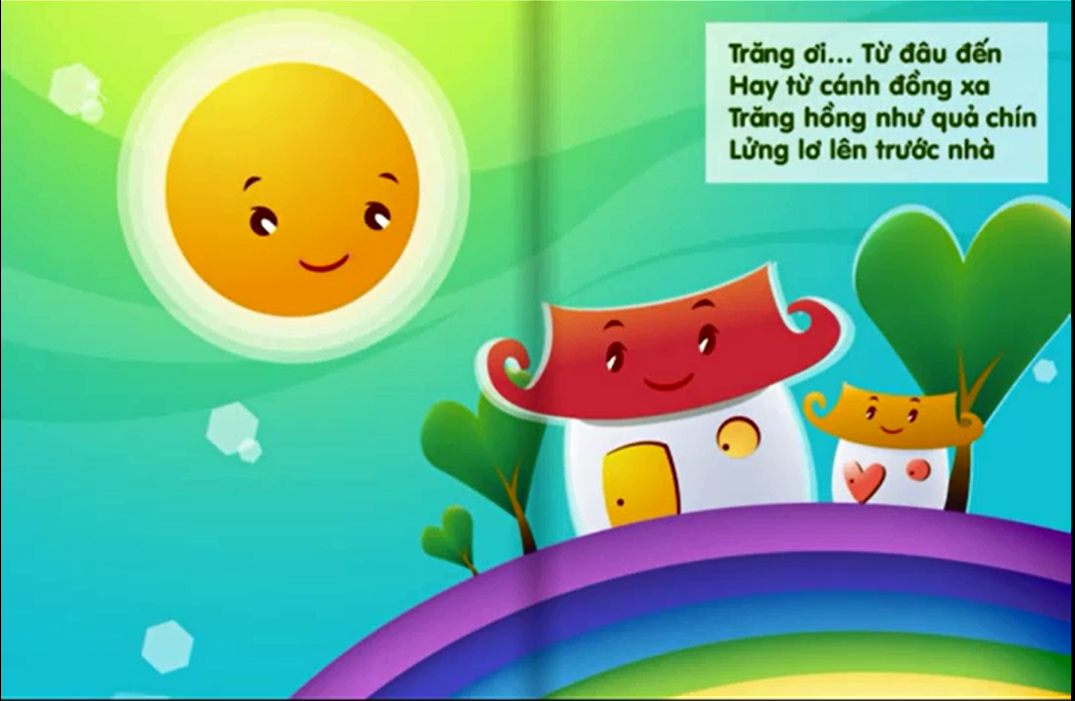 Trăng ơi... Từ đâu đến
Hay từ cánh đồng xa
Trăng hồng như quả chín
Lửng lơ lên trước nhà